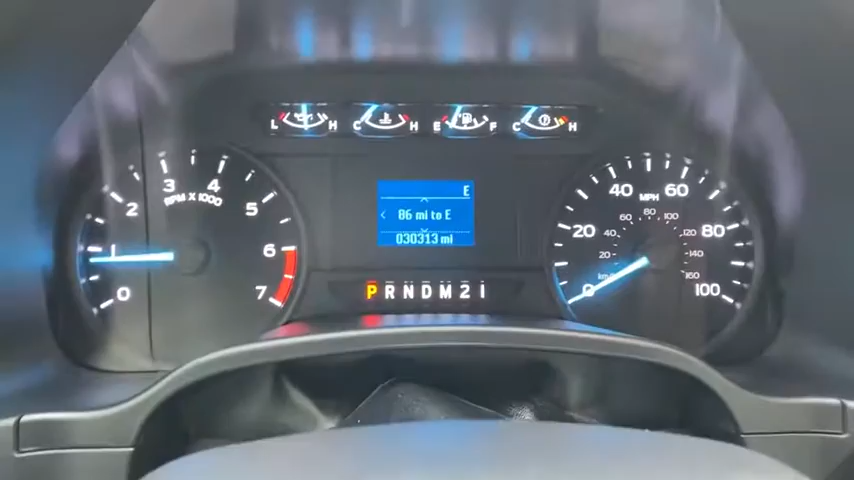 L H C H E F C H
E
86 mi to E
030313 mi
P R N D M 2 1
0 1 2 3 4 5 6 7
RPM X 1000
0 20 40 60 80 100
MPH
20 40 60 80 100 120 140 160
km/h